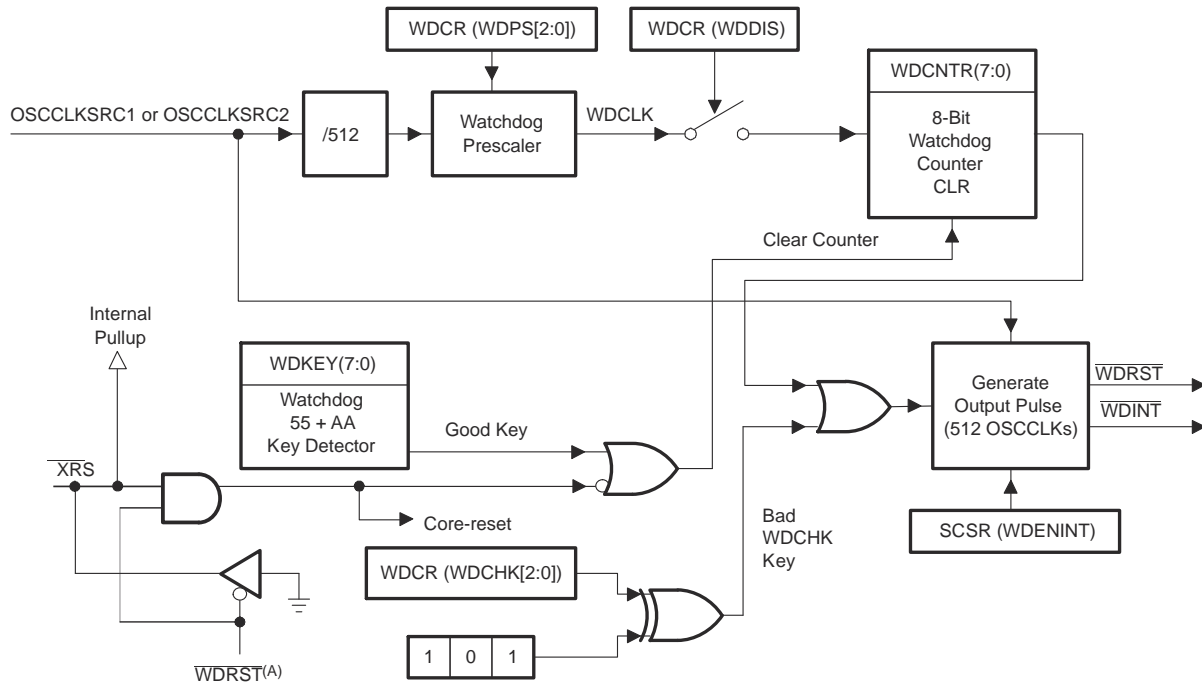 WDCR (WDPS[2:0])
WDCR (WDDIS)
WDCNTR(7:0)
OSCCLKSRC1 or OSCCLKSRC2
/512
Watchdog
Prescaler
WDCLK
8-Bit
Watchdog
Counter
CLR
Clear Counter
Internal
Pullup
WDKEY(7:0)
Watchdog
55 + AA
Key Detector
Good Key
Generate
Output Pulse
(512 OSCCLKs)
WDRST
WDINT
XRS
Core-reset
Bad
WDCHK
Key
SCSR (WDENINT)
WDCR (WDCHK[2:0])
1 0 1
WDRST(A)